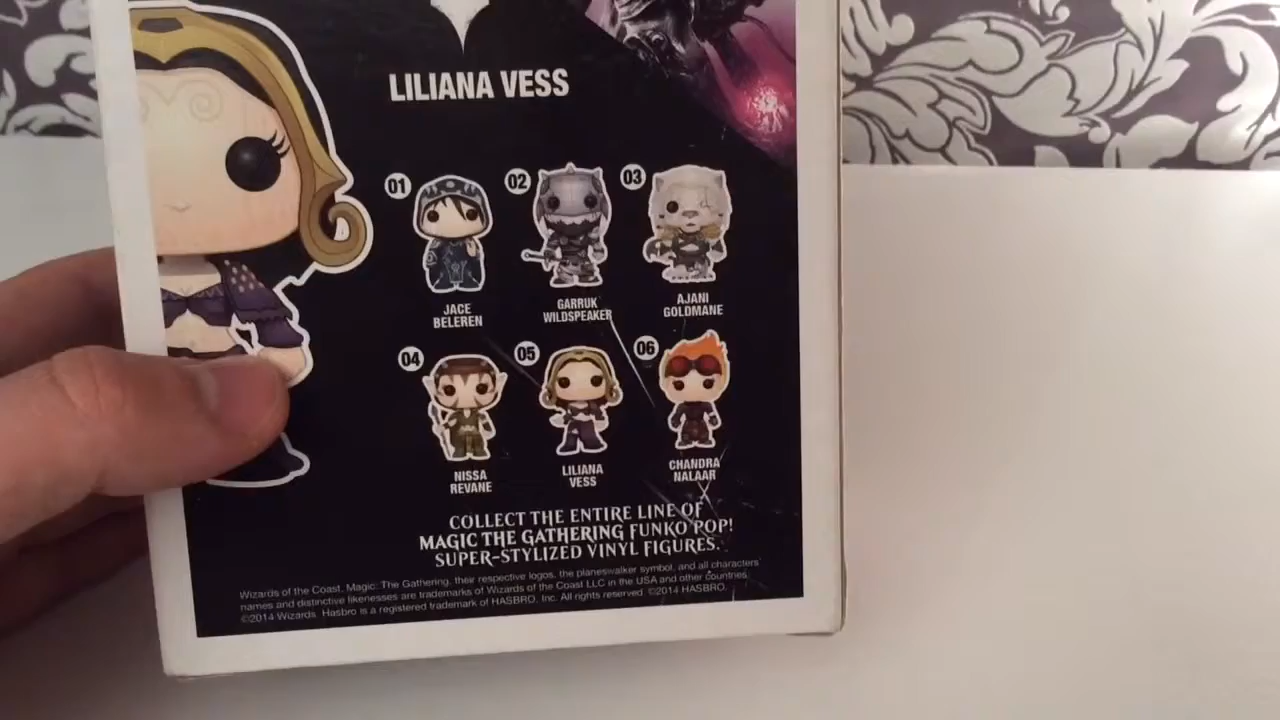 LILIANA VESS
01
02
03
JACE
BELEREN
GARRUK
WILDSPEAKER
AJANI
GOLDMANE
04
05
06
NISSA
REVANE
LILIANA
VESS
CHANDRA
NALAAR
COLLECT THE ENTIRE LINE OF
MAGIC THE GATHERING FUNKO POP!
SUPER-STYLIZED VINYL FIGURES.
Wizards of the Coast, Magic: The Gathering, their respective logos, the planeswalker symbol, and all characters'
names and distinctive likenesses are trademarks of Wizards of the Coast LLC in the USA and other countries.
©2014 Wizards. Hasbro is a registered trademark of HASBRO, Inc. All rights reserved. ©2014 HASBRO.